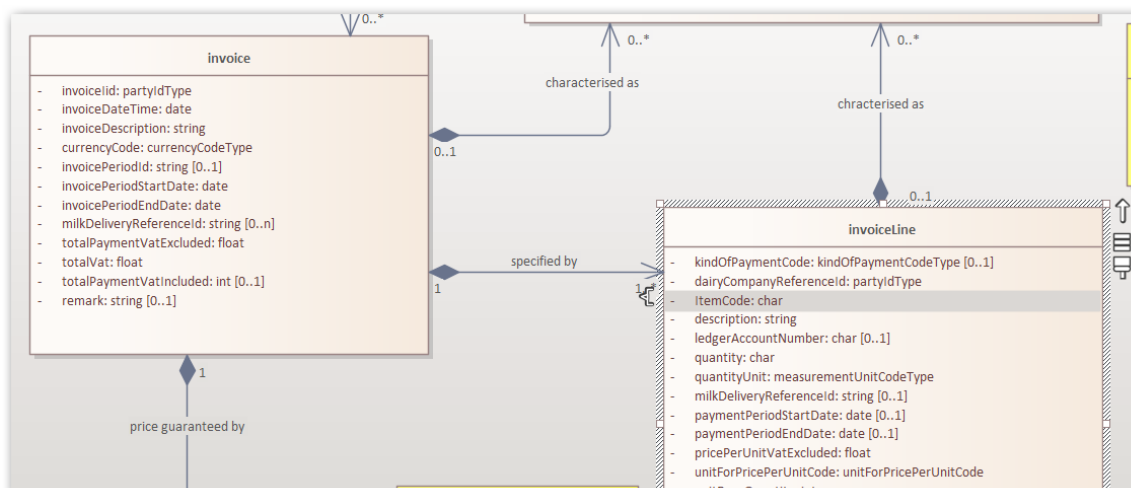 0..*
invoice
- invoiceIid: partyIdType
- invoiceDateTime: date
- invoiceDescription: string
- currencyCode: currencyCodeType
- invoicePeriodId: string [0..1]
- invoicePeriodStartDate: date
- invoicePeriodEndDate: date
- milkDeliveryReferenceId: string [0..n]
- totalPaymentVatExcluded: float
- totalVat: float
- totalPaymentVatIncluded: int [0..1]
- remark: string [0..1]
0..*
characterised as
0..1
0..*
chracterised as
0..1
specified by
1
1..*
invoiceLine
- kindOfPaymentCode: kindOfPaymentCodeType [0..1]
- dairyCompanyReferenceId: partyIdType
- ItemCode: char
- description: string
- ledgerAccountNumber: char [0..1]
- quantity: char
- quantityUnit: measurementUnitCodeType
- milkDeliveryReferenceId: string [0..1]
- paymentPeriodStartDate: date [0..1]
- paymentPeriodEndDate: date [0..1]
- pricePerUnitVatExcluded: float
- unitForPricePerUnitCode: unitForPricePerUnitCode
1
price guaranteed by